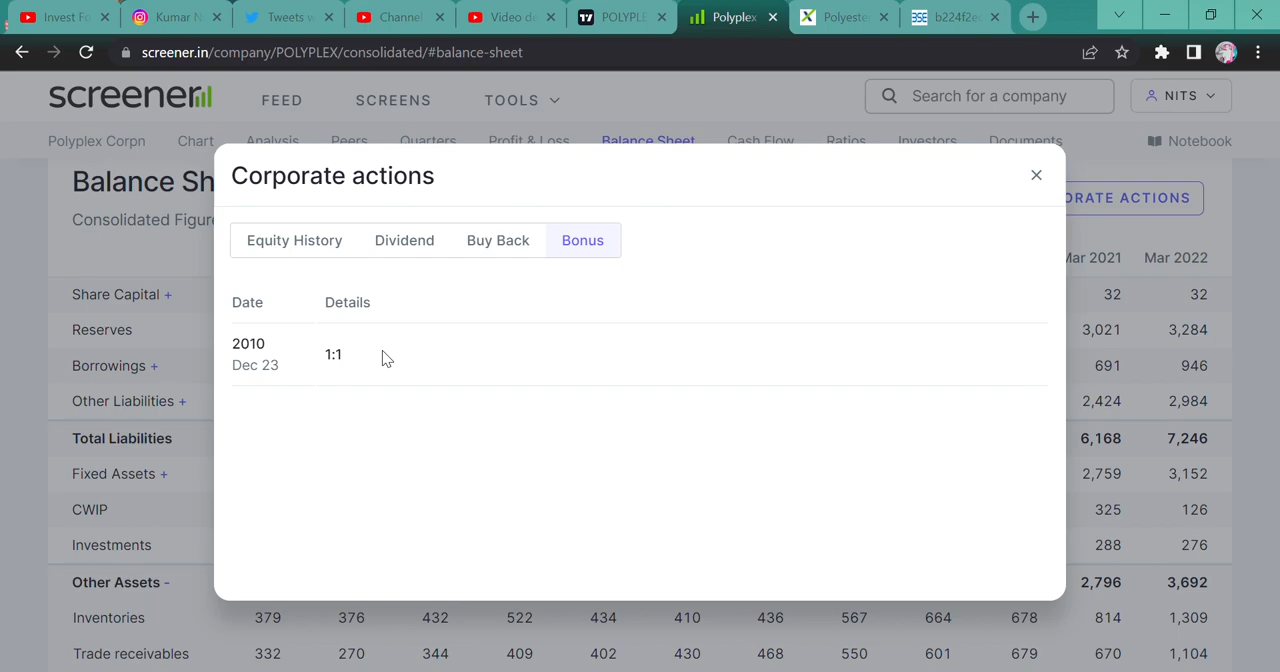 Invest Fo
Kumar N
Tweets w
Channel
Video de
POLYPLE
Polyplex
Polyester
b224f2e
screener.in/company/POLYPLEX/consolidated/#balance-sheet
screener
FEED
SCREENS
TOOLS
Search for a company
NITS
Polyplex Corpn
Chart
Analysis
Peers
Quarters
Profit & Loss
Balance Sheet
Cash Flow
Ratios
Investors
Documents
Notebook
Balance Sh
Consolidated Figure
ORATE ACTIONS
Corporate actions
Equity History Dividend Buy Back Bonus
Date Details
2010
Dec 23
1:1
Mar 2021 Mar 2022
Share Capital + 32 32
Reserves 3,021 3,284
Borrowings + 691 946
Other Liabilities + 2,424 2,984
Total Liabilities 6,168 7,246
Fixed Assets + 2,759 3,152
CWIP 325 126
Investments 288 276
Other Assets - 2,796 3,692
Inventories 379 376 432 522 434 410 436 567 664 678 814 1,309
Trade receivables 332 270 344 409 402 430 468 550 601 679 670 1,104